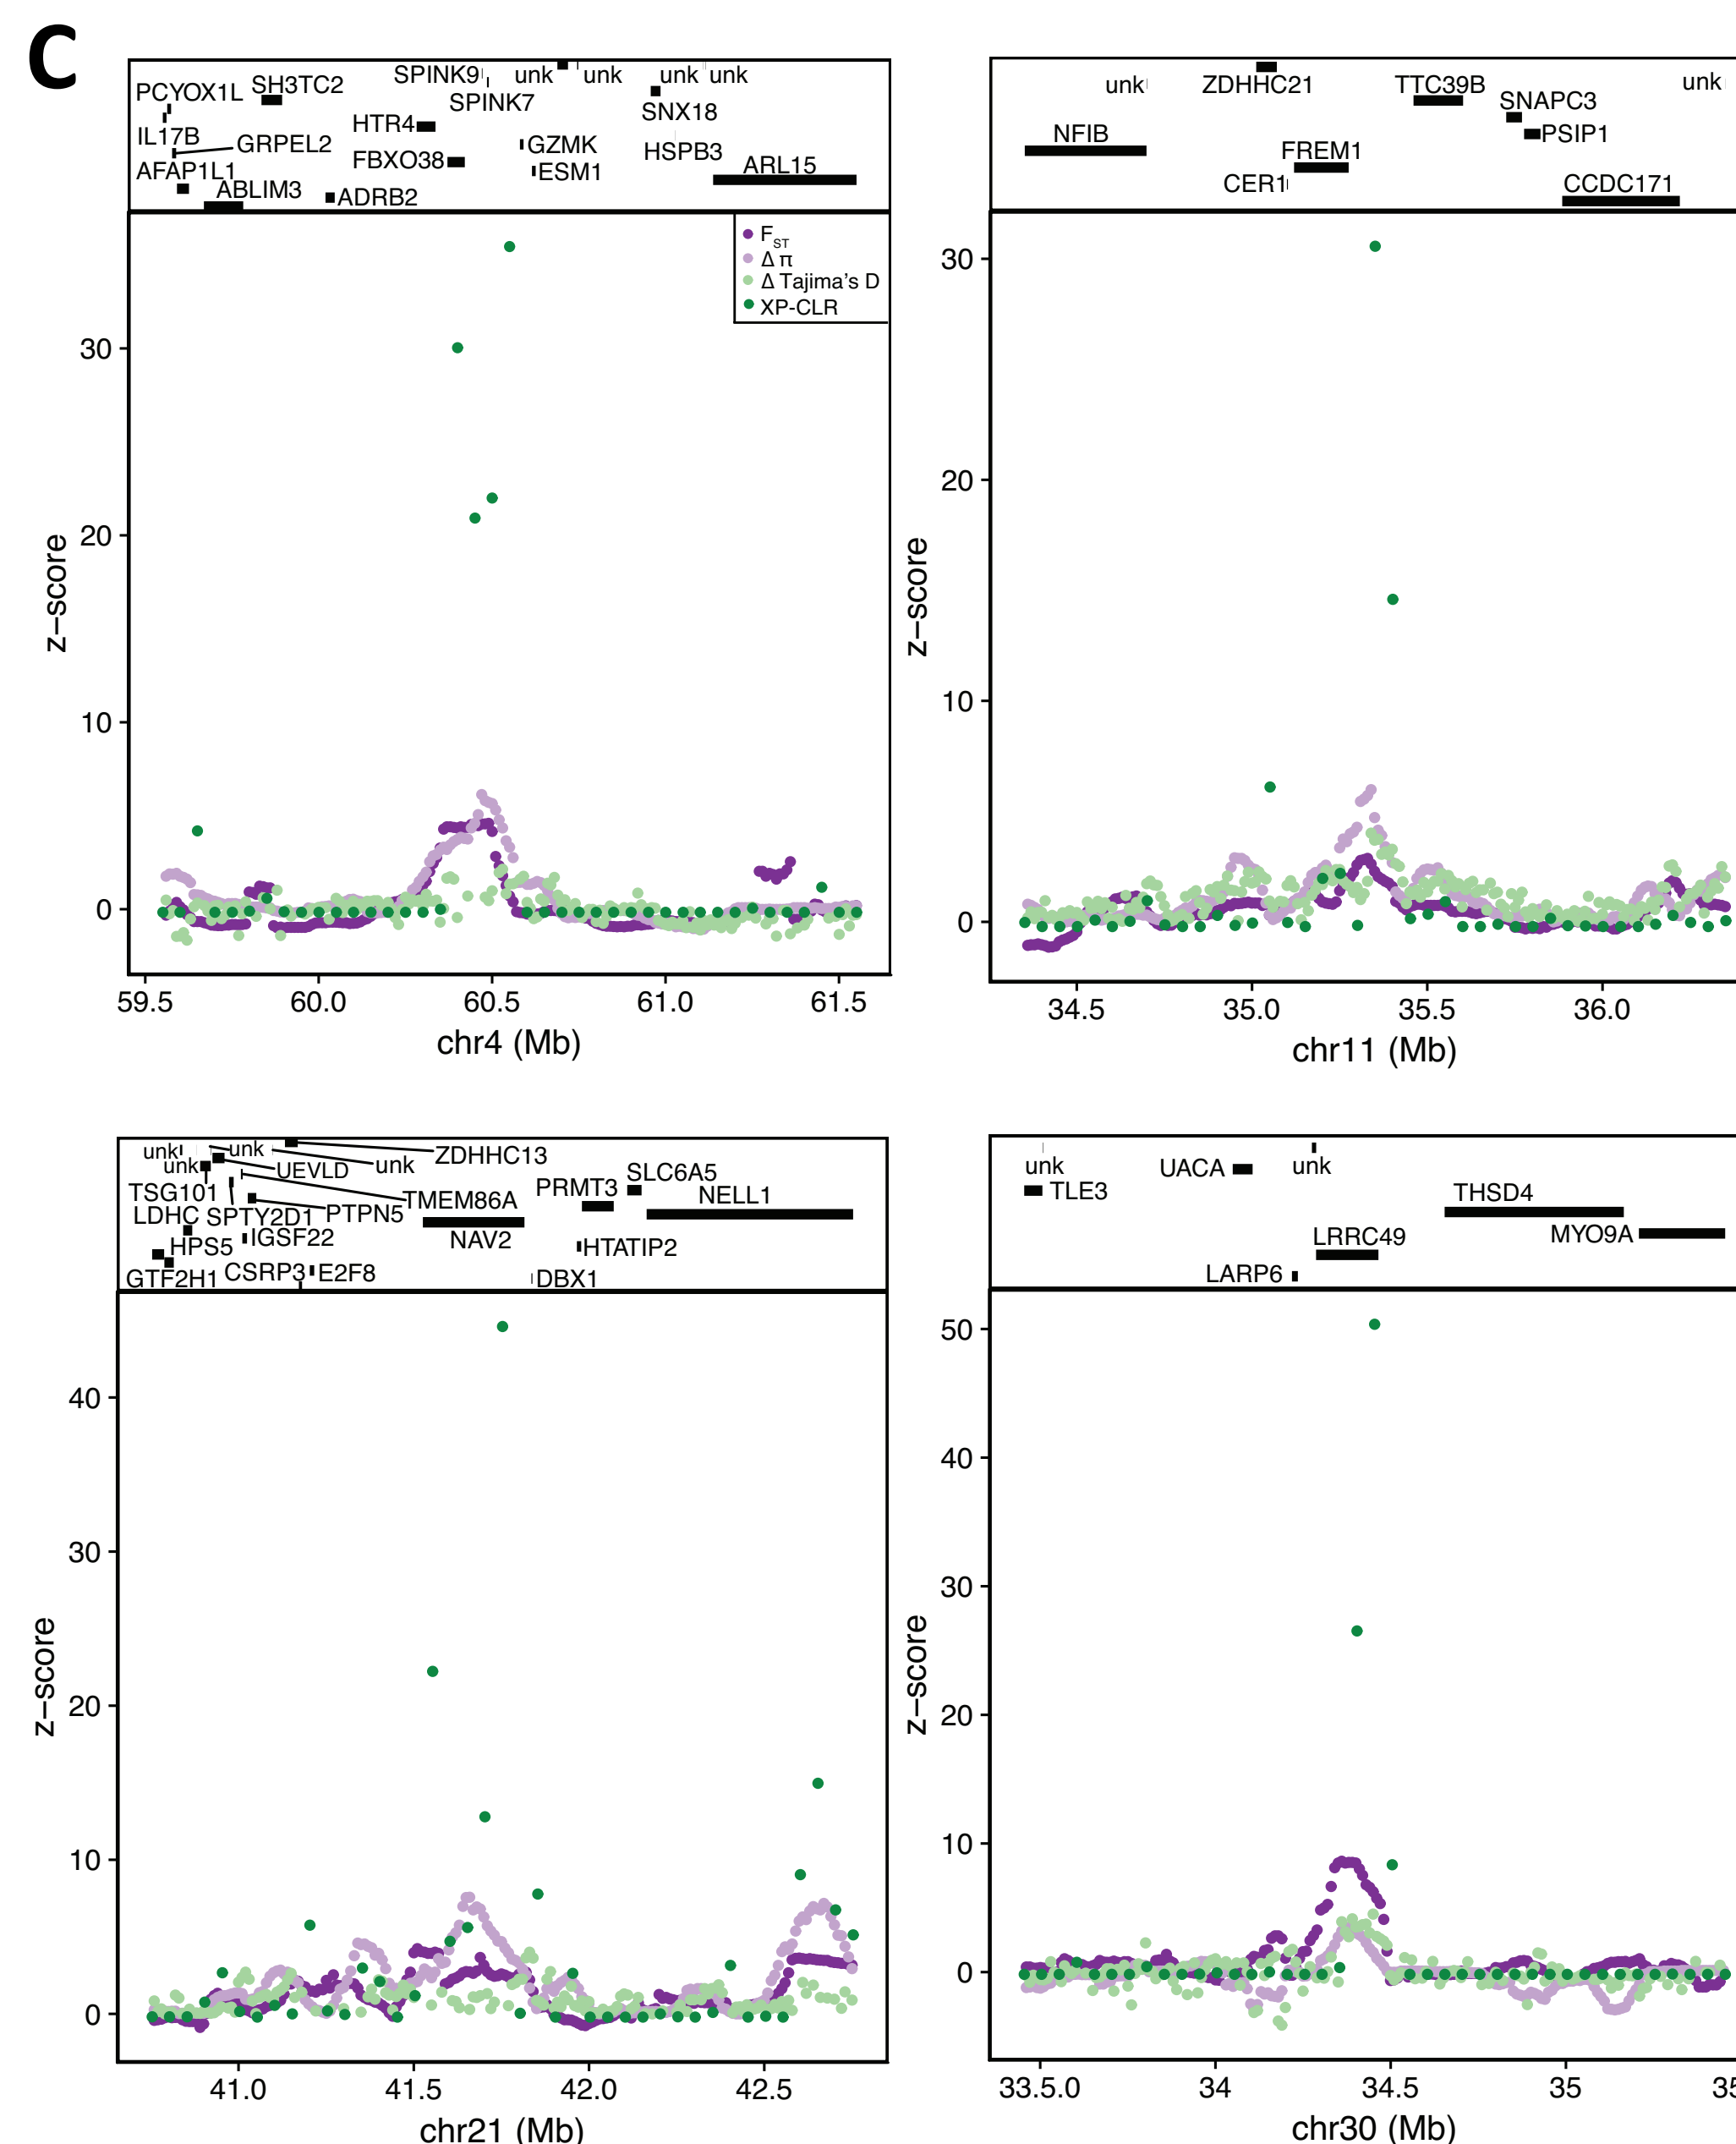 C
SPINK9 unk unk unk unk
PCYOX1L SH3TC2
SPINK7 SNX18
IL17B HTR4
GRPEL2 GZMK HSPB3
FBXO38
AFAP1L1 ESM1 ARL15
ABLIM3 ADRB2
F ST
Δ π
Δ Tajima's D
XP-CLR
30
20
10
0
z−score
59.5 60.0 60.5 61.0 61.5
chr4 (Mb)
unk ZDHHC21 TTC39B unk
SNAPC3
NFIB PSIP1
FREM1
CER1 CCDC171
30
20
10
0
z−score
34.5 35.0 35.5 36.0
chr11 (Mb)
unk unk ZDHHC13
unk UEVLD unk
TSG101 TMEM86A PRMT3 SLC6A5
NELL1
LDHC SPTY2D1 PTPN5
HPS5 IGSF22 NAV2 HTATIP2
GTF2H1 CSRP3 E2F8 DBX1
40
30
20
10
0
z−score
41.0 41.5 42.0 42.5
chr21 (Mb)
unk UACA unk
TLE3 THSD4
LRRC49 MYO9A
LARP6
50
40
30
20
10
0
z−score
33.5.0 34 34.5 35 35
chr30 (Mb)